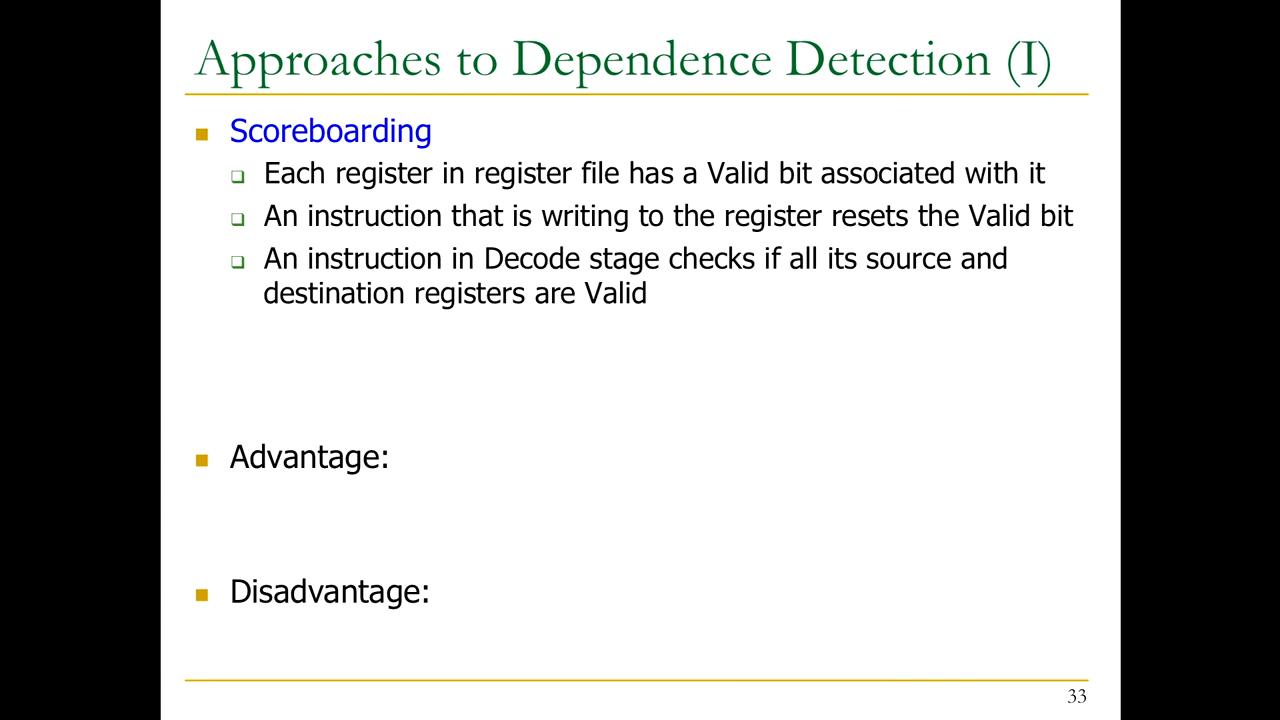 Approaches to Dependence Detection (I)
Scoreboarding
Each register in register file has a Valid bit associated with it
An instruction that is writing to the register resets the Valid bit
An instruction in Decode stage checks if all its source and
destination registers are Valid
Advantage:
Disadvantage:
33